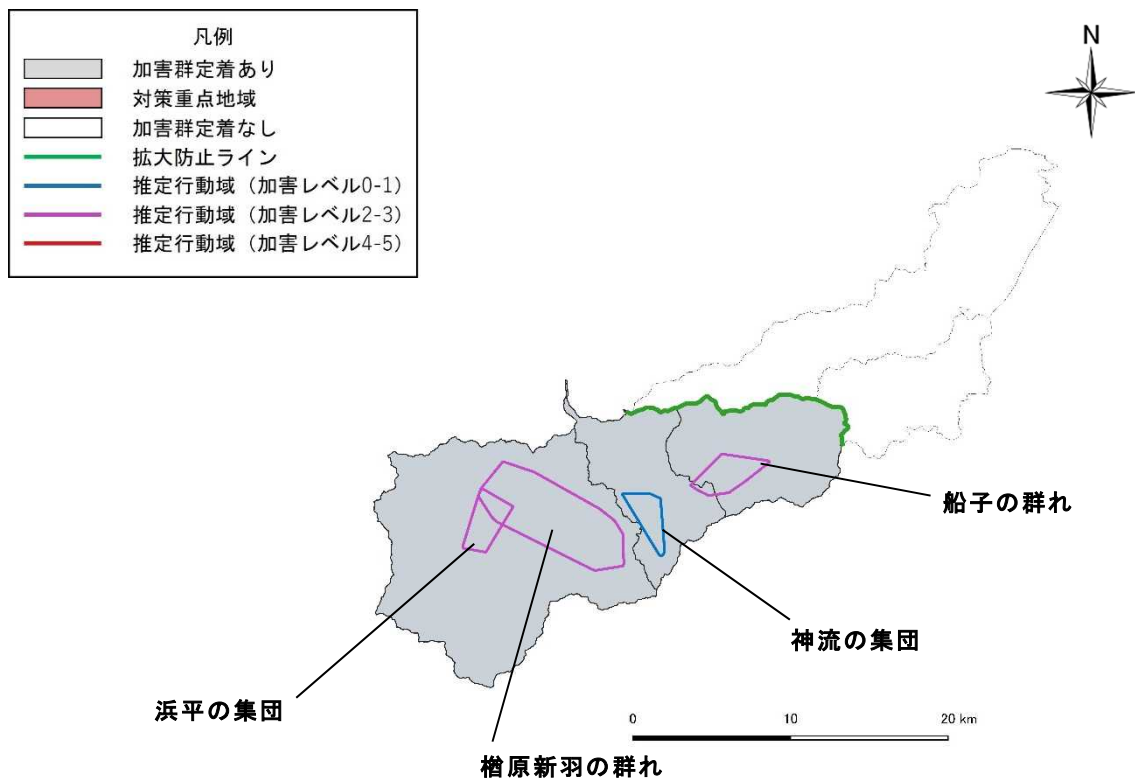 凡例
加害群定着あり
対策重点地域
加害群定着なし
拡大防止ライン
推定行動域（加害レベル0-1）
推定行動域（加害レベル2-3）
推定行動域（加害レベル4-5）
N
船子の群れ
神流の集団
浜平の集団
楢原新羽の群れ
0 10 20 km